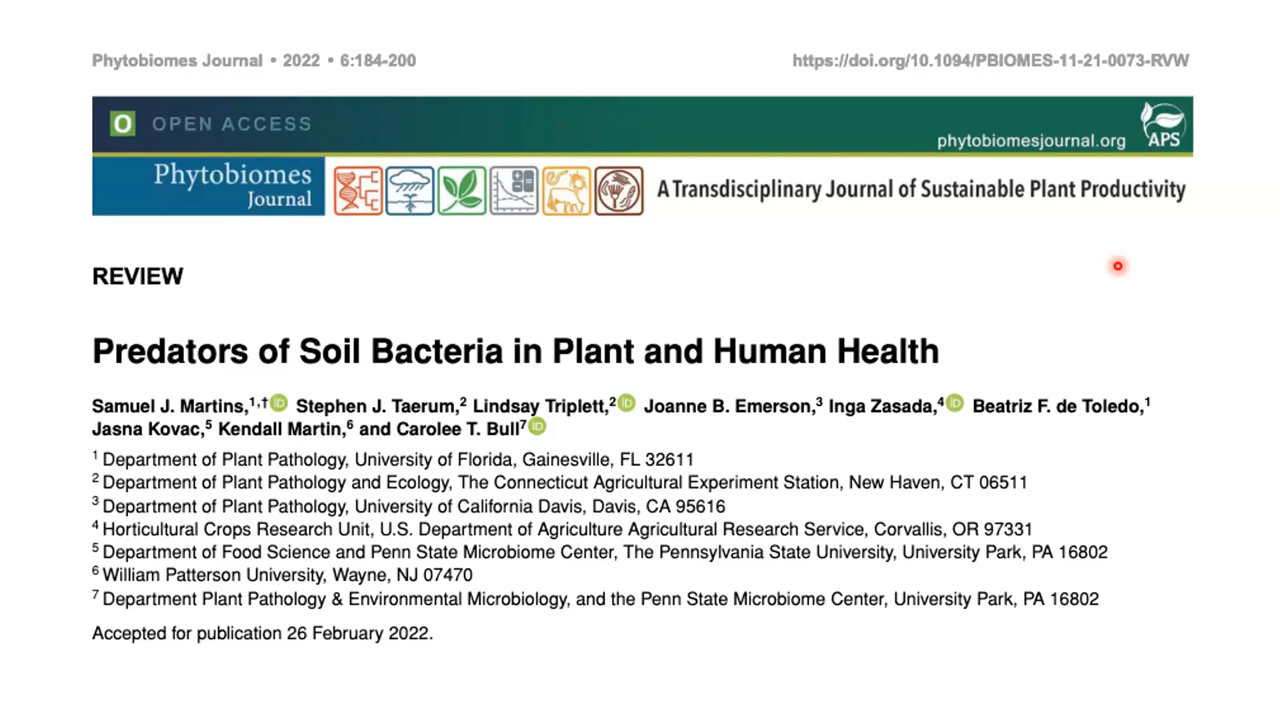 Phytobiomes Journal • 2022 • 6:184-200
https://doi.org/10.1094/PBIOMES-11-21-0073-RVW
O OPEN ACCESS
phytobiomesjournal.org
APS
Phytobiomes
Journal
A Transdisciplinary Journal of Sustainable Plant Productivity
REVIEW
Predators of Soil Bacteria in Plant and Human Health
Samuel J. Martins,1,† iD Stephen J. Taerum,2 Lindsay Triplett,2 iD Joanne B. Emerson,3 Inga Zasada,4 iD Beatriz F. de Toledo,1
Jasna Kovac,5 Kendall Martin,6 and Carolee T. Bull7 iD
1 Department of Plant Pathology, University of Florida, Gainesville, FL 32611
2 Department of Plant Pathology and Ecology, The Connecticut Agricultural Experiment Station, New Haven, CT 06511
3 Department of Plant Pathology, University of California Davis, Davis, CA 95616
4 Horticultural Crops Research Unit, U.S. Department of Agriculture Agricultural Research Service, Corvallis, OR 97331
5 Department of Food Science and Penn State Microbiome Center, The Pennsylvania State University, University Park, PA 16802
6 William Patterson University, Wayne, NJ 07470
7 Department Plant Pathology & Environmental Microbiology, and the Penn State Microbiome Center, University Park, PA 16802
Accepted for publication 26 February 2022.